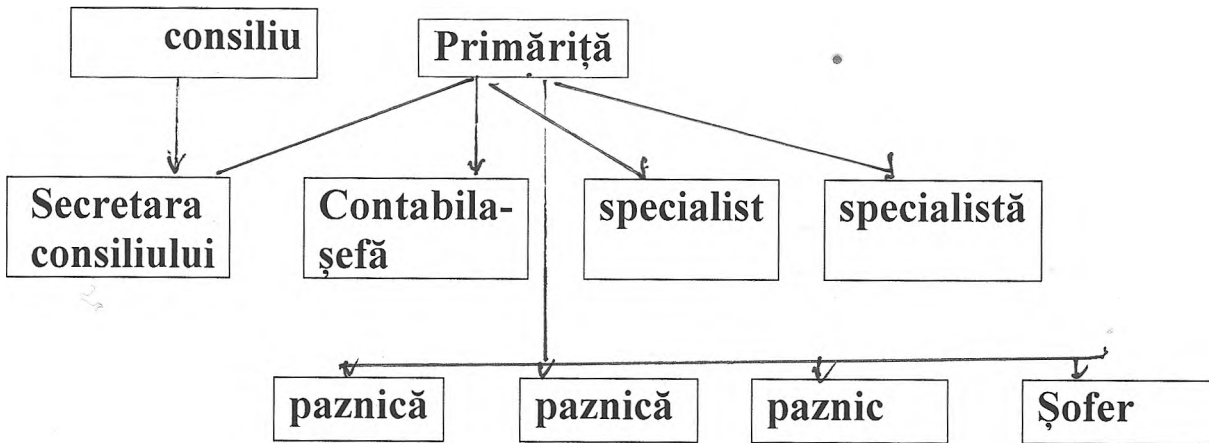 consiliu
Primăriță
Secretara
consiliului
Contabila-
șefă
specialist
specialistă
paznică
paznică
paznic
Șofer